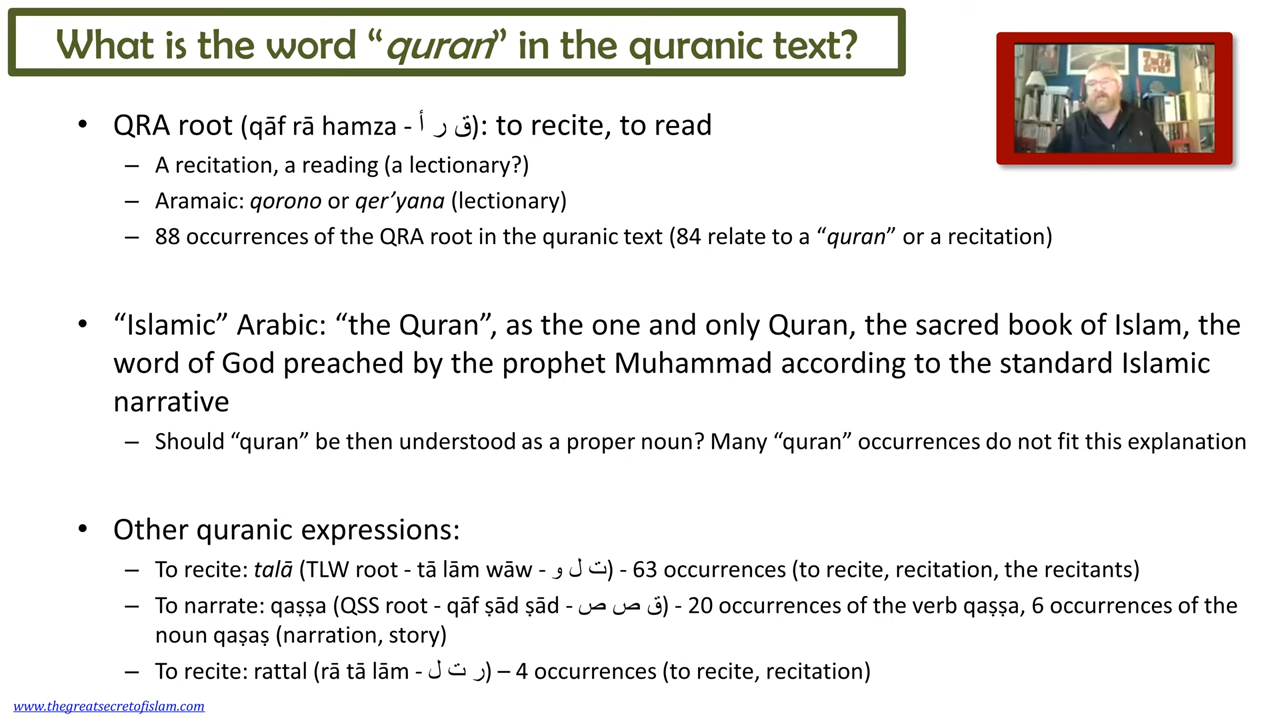 What is the word “quran” in the quranic text?
• QRA root (qāf rā hamza - ق ر أ): to recite, to read
– A recitation, a reading (a lectionary?)
– Aramaic: qorono or qer’yana (lectionary)
– 88 occurrences of the QRA root in the quranic text (84 relate to a “quran” or a recitation)
• “Islamic” Arabic: “the Quran”, as the one and only Quran, the sacred book of Islam, the
word of God preached by the prophet Muhammad according to the standard Islamic
narrative
– Should “quran” be then understood as a proper noun? Many “quran” occurrences do not fit this explanation
• Other quranic expressions:
– To recite: talā (TLW root - tā lām wāw - ت ل و) - 63 occurrences (to recite, recitation, the recitants)
– To narrate: qaṣṣa (QSS root - qāf ṣād ṣād - ق ص ص) - 20 occurrences of the verb qaṣṣa, 6 occurrences of the
noun qaṣaṣ (narration, story)
– To recite: rattal (rā tā lām - ر ت ل) – 4 occurrences (to recite, recitation)
www.thegreatsecretofislam.com